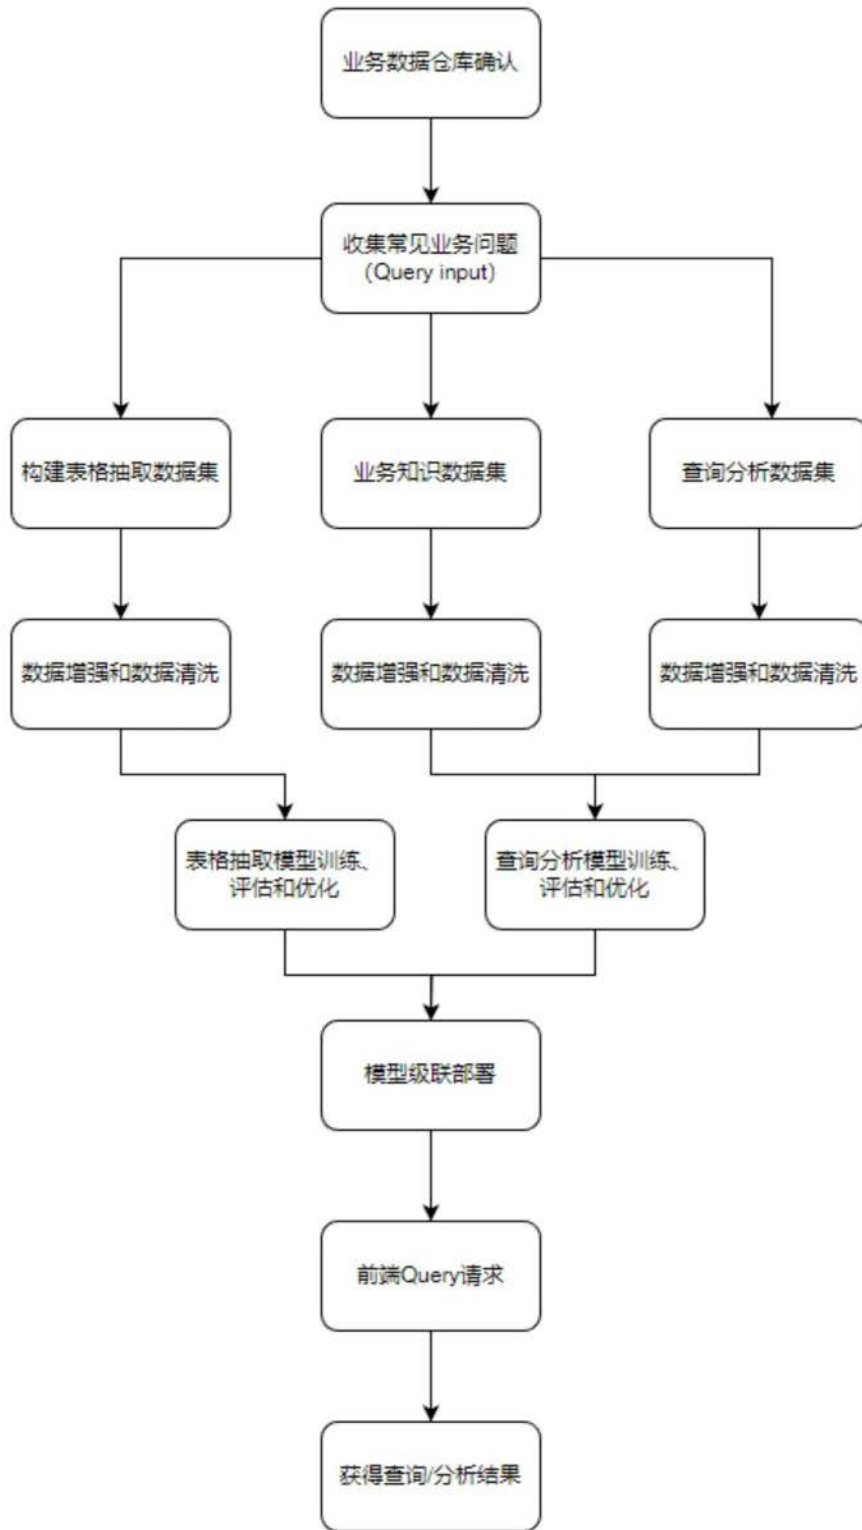 业务数据仓库确认
收集常见业务问题
（Query input）
构建表格抽取数据集
业务知识数据集
查询分析数据集
数据增强和数据清洗
数据增强和数据清洗
数据增强和数据清洗
表格抽取模型训练、
评估和优化
查询分析模型训练、
评估和优化
模型级联部署
前端Query请求
获得查询/分析结果